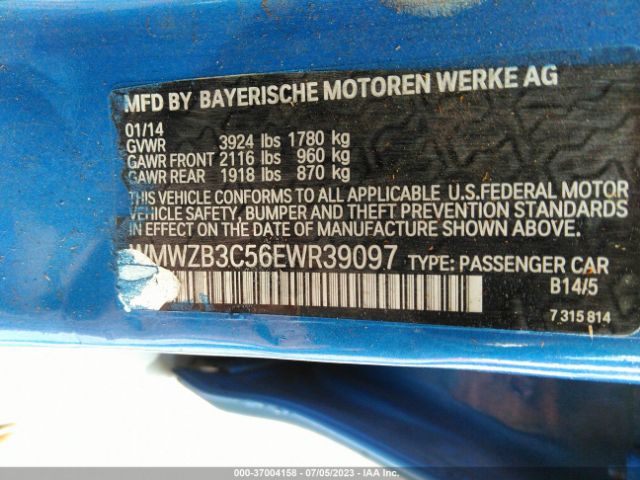 MFD BY BAYERISCHE MOTOREN WERKE AG
01/14
GVWR 3924 lbs 1780 kg
GAWR FRONT 2116 lbs 960 kg
GAWR REAR 1918 lbs 870 kg
THIS VEHICLE CONFORMS TO ALL APPLICABLE U.S.FEDERAL MOTOR
VEHICLE SAFETY, BUMPER AND THEFT PREVENTION STANDARDS
IN EFFECT ON DATE OF MANUFACTURE SHOWN ABOVE.
WMWZB3C56EWR39097 TYPE: PASSENGER CAR
B14/5
7 315 814
000-37004158 - 07/05/2023 - IAA Inc.